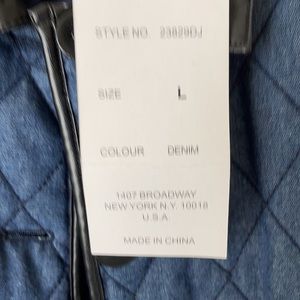 STYLE NO. 23829DJ
SIZE L
COLOUR DENIM
1407 BROADWAY
NEW YORK N.Y. 10018
U.S.A.
MADE IN CHINA